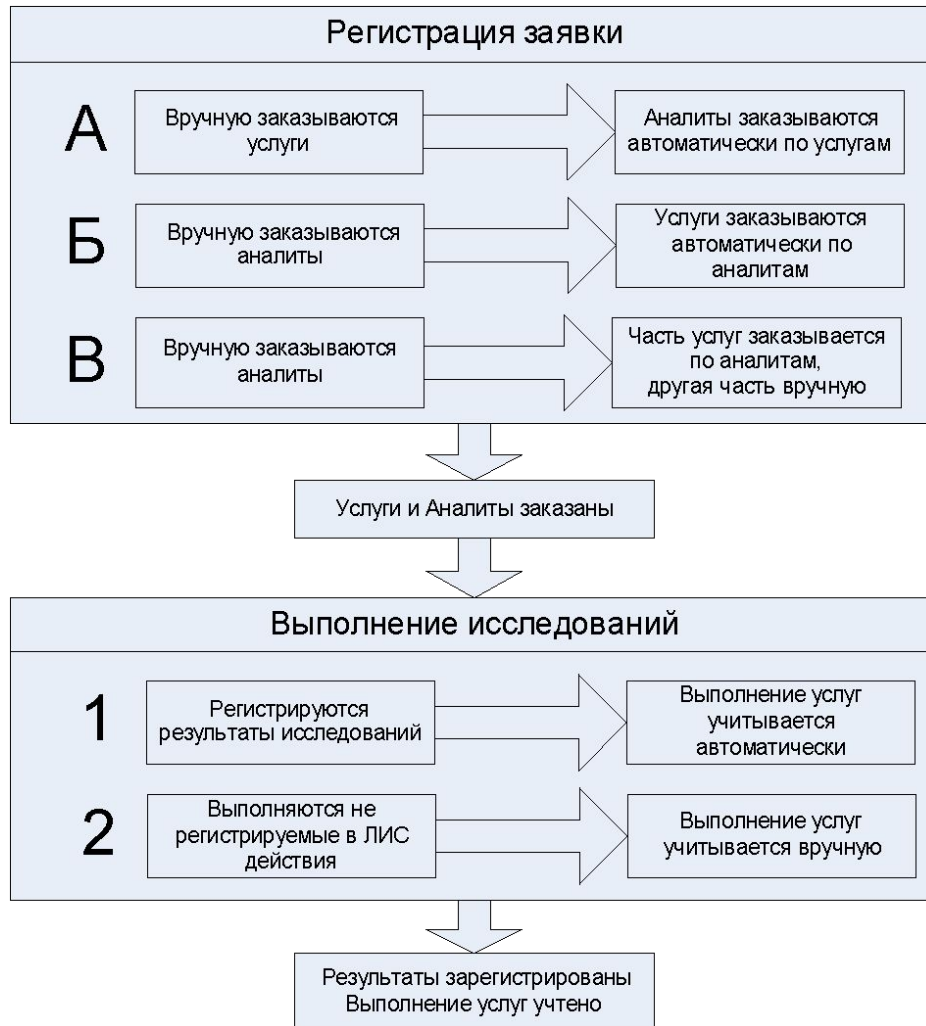 Регистрация заявки
А
Вручную заказываются
услуги
Аналиты заказываются
автоматически по услугам
Б
Вручную заказываются
аналиты
Услуги заказываются
автоматически по
аналитам
В
Вручную заказываются
аналиты
Часть услуг заказывается
по аналитам,
другая часть вручную
Услуги и Аналиты заказаны
Выполнение исследований
1
Регистрируются
результаты исследований
Выполнение услуг
учитывается
автоматически
2
Выполняются не
регистрируемые в ЛИС
действия
Выполнение услуг
учитывается вручную
Результаты зарегистрированы
Выполнение услуг учтено